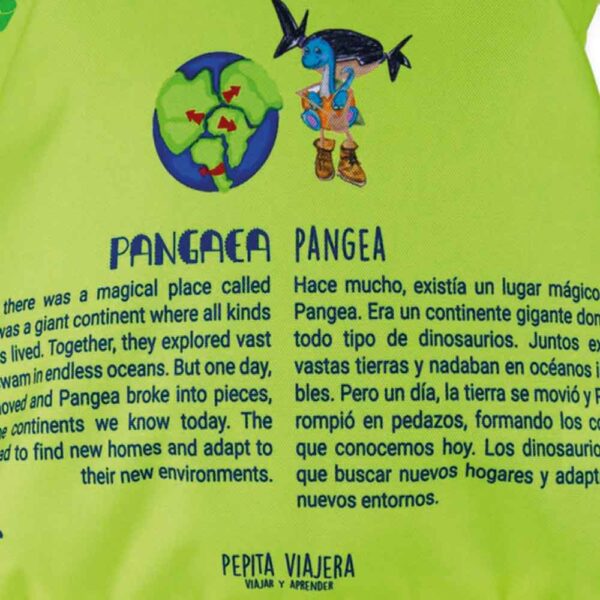 PANGAEA
there was a magical place called
was a giant continent where all kinds
lived. Together, they explored vast
swam in endless oceans. But one day,
moved and Pangea broke into pieces,
continents we know today. The
to find new homes and adapt to
their new environments.
PANGEA
Hace mucho, existía un lugar mágico
Pangea. Era un continente gigante don
todo tipo de dinosaurios. Juntos ex
vastas tierras y nadaban en océanos i
bles. Pero un día, la tierra se movió y P
rompió en pedazos, formando los co
que conocemos hoy. Los dinosaurio
que buscar nuevos hogares y adapt
nuevos entornos.
PEPITA VIAJERA
VIAJAR Y APRENDER